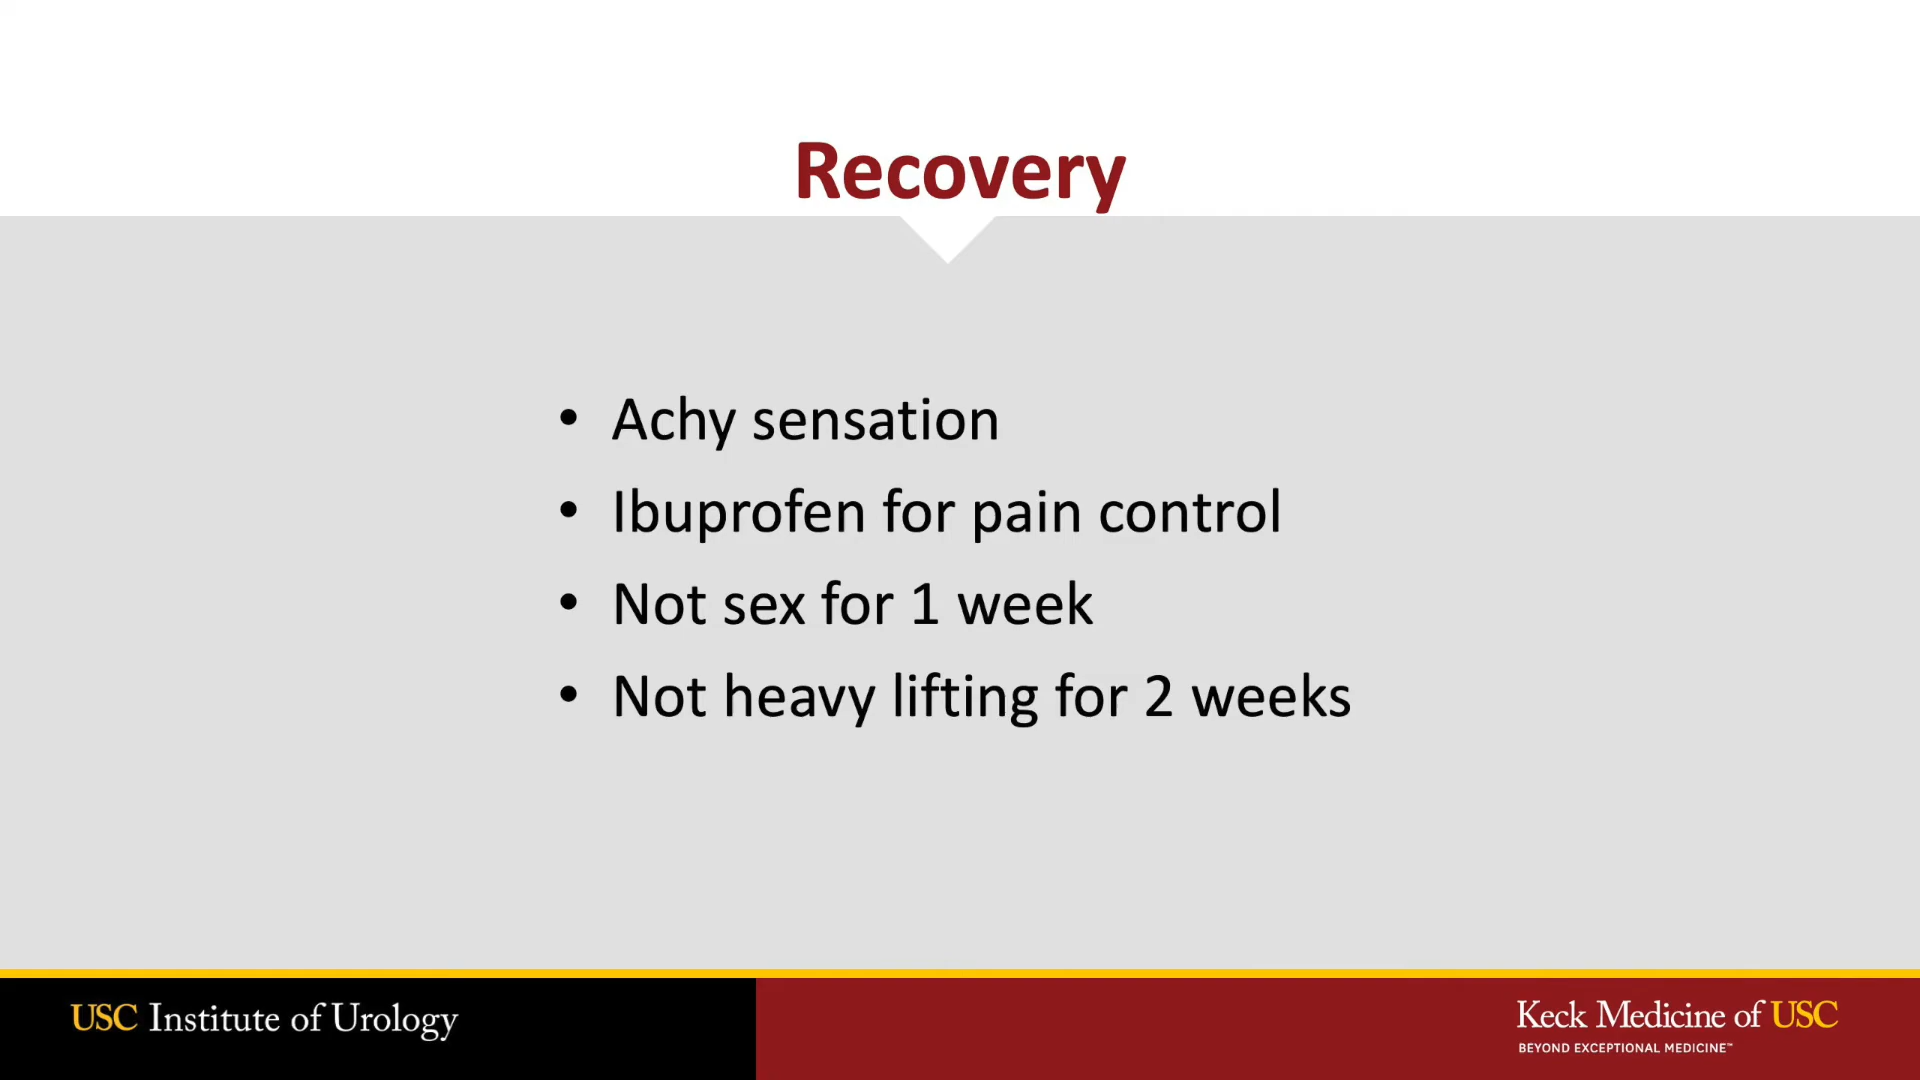 Recovery
• Achy sensation
• Ibuprofen for pain control
• Not sex for 1 week
• Not heavy lifting for 2 weeks
USC Institute of Urology
Keck Medicine of USC
BEYOND EXCEPTIONAL MEDICINE™